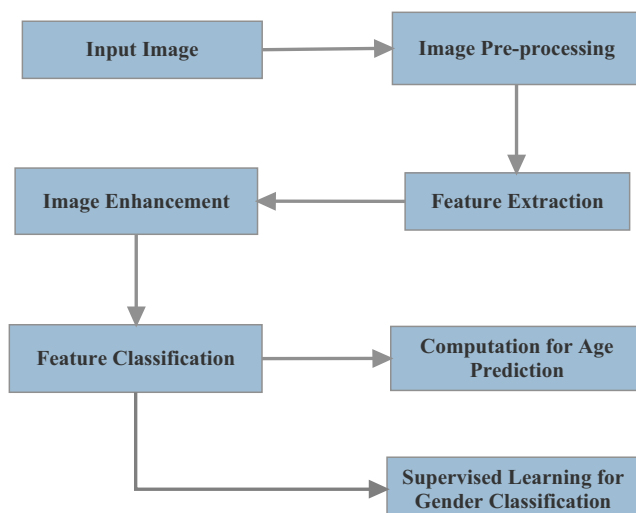 Input Image
Image Pre-processing
Image Enhancement
Feature Extraction
Feature Classification
Computation for Age
Prediction
Supervised Learning for
Gender Classification